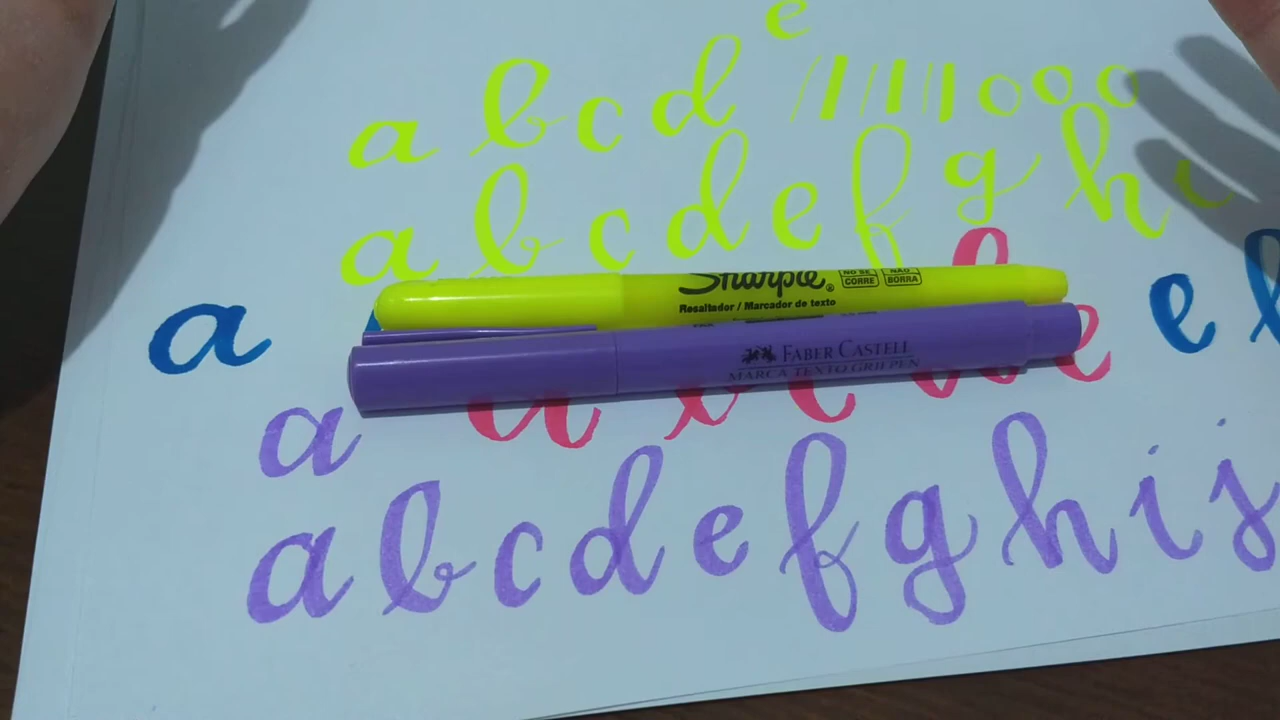 e
a b c d
a b c d e f g h i
Sharpie® NO SE CORRE NÃO BORRA
Resaltador / Marcador de texto
a e
FABER CASTELL
MARCA TEXTO GRIFPEN
a
a b c d e f g h i j